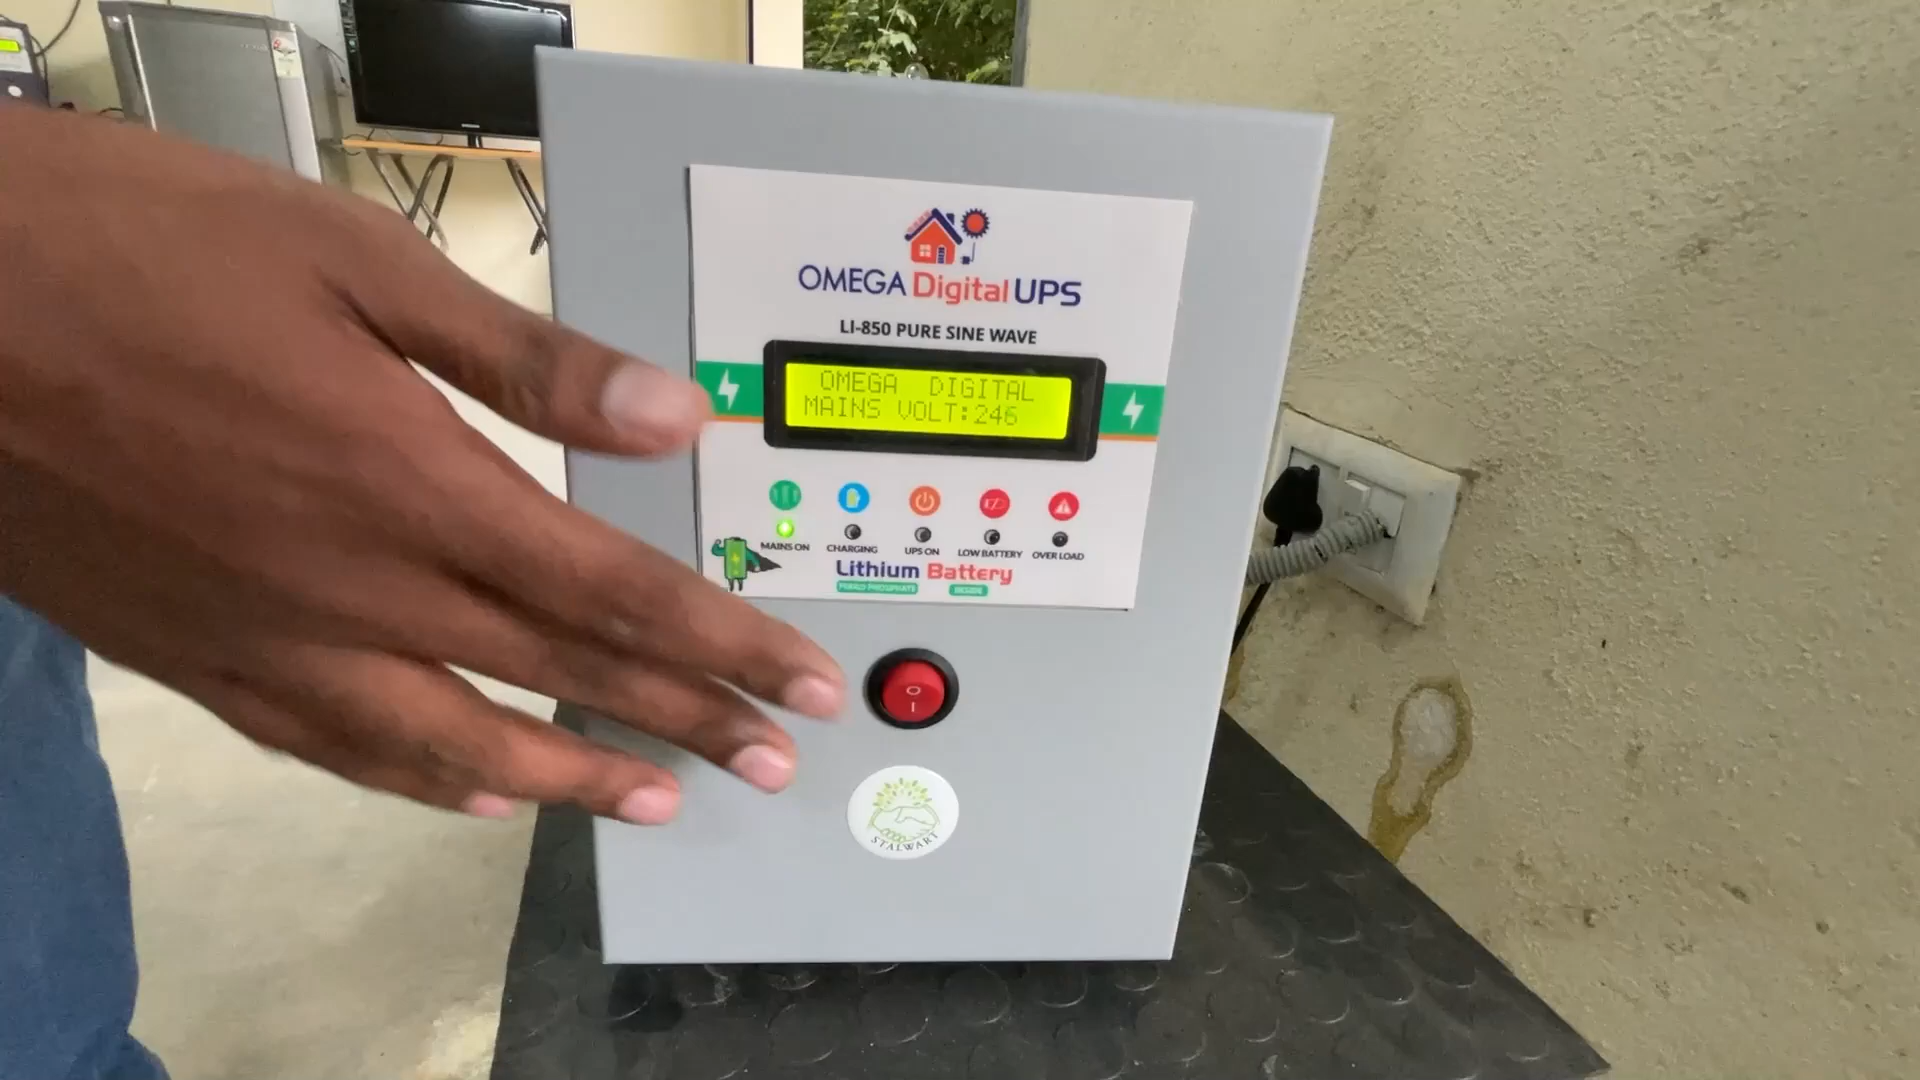 OMEGA Digital UPS
LI-850 PURE SINE WAVE
OMEGA DIGITAL
MAINS VOLT:246
MAINS ON
CHARGING
UPS ON
LOW BATTERY
OVER LOAD
Lithium Battery
INSIDE
O
I
STALWART